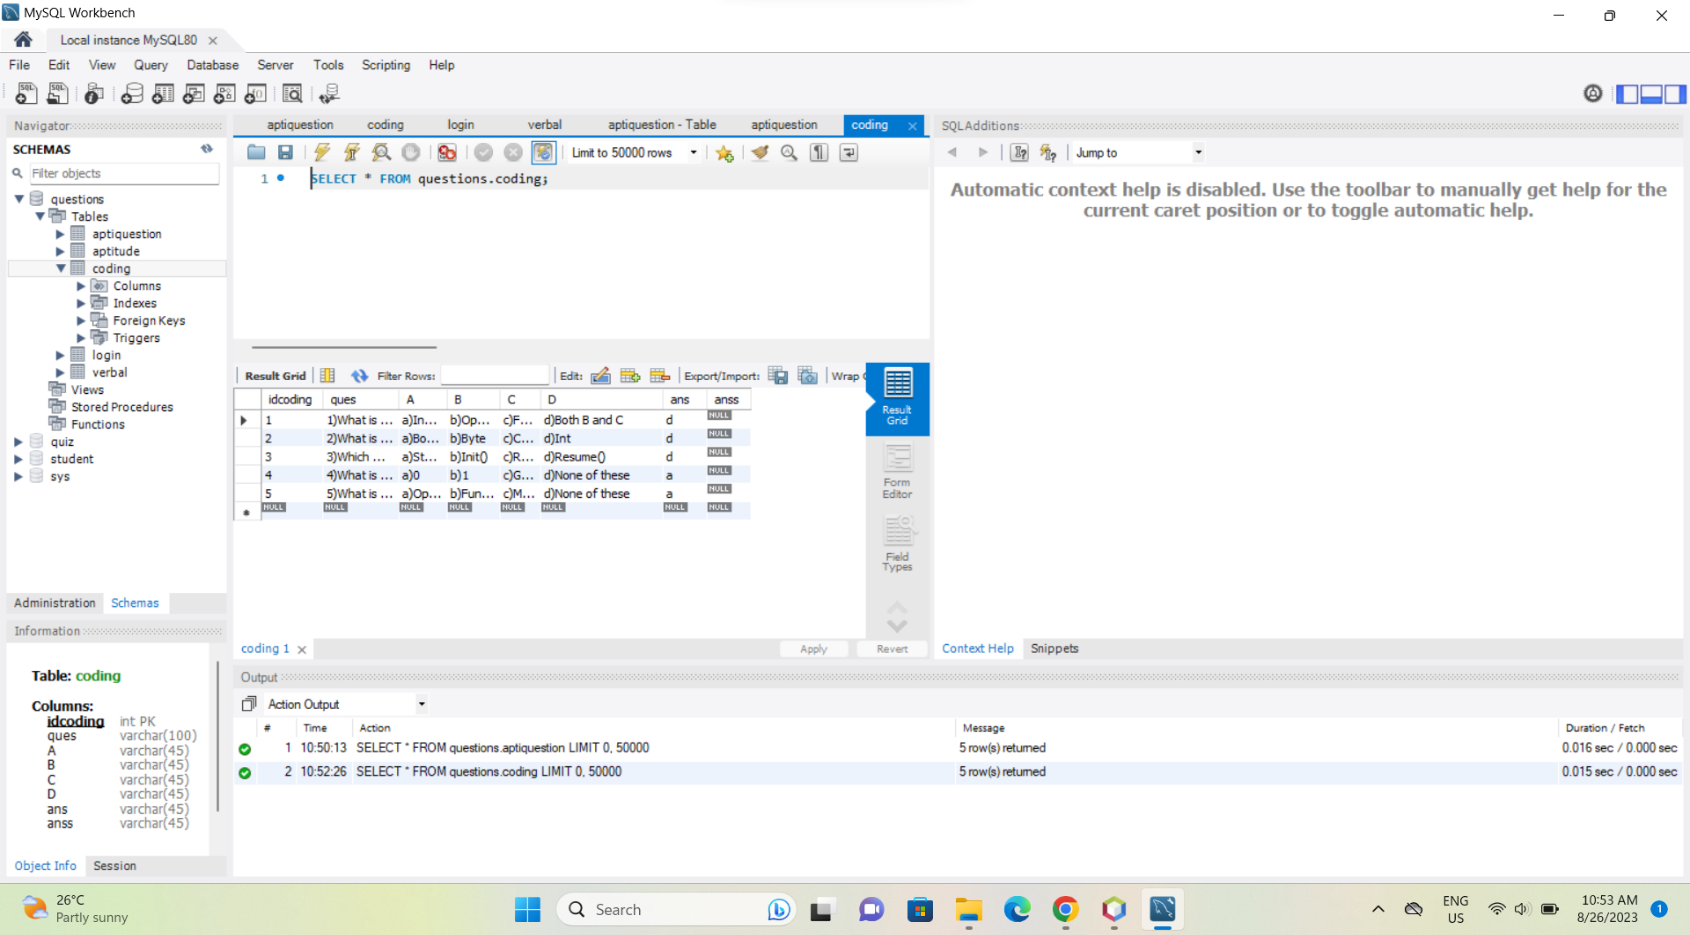 MySQL Workbench
Local instance MySQL80
File Edit View Query Database Server Tools Scripting Help
Navigator
SCHEMAS
Filter objects
questions
Tables
aptiquestion
aptitude
coding
Columns
Indexes
Foreign Keys
Triggers
login
verbal
Views
Stored Procedures
Functions
quiz
student
sys
Administration Schemas
Information
Table: coding
Columns:
idcoding int PK
ques varchar(100)
A varchar(45)
B varchar(45)
C varchar(45)
D varchar(45)
ans varchar(45)
anss varchar(45)
Object Info Session
aptiquestion coding login verbal aptiquestion - Table aptiquestion coding
Limit to 50000 rows
1 SELECT * FROM questions.coding;
Result Grid Filter Rows: Edit: Export/Import: Wrap C
idcoding ques A B C D ans anss
1 1)What is ... a)In... b)Op... c)F... d)Both B and C d NULL
2 2)What is ... a)Bo... b)Byte c)C... d)Int d NULL
3 3)Which ... a)St... b)Init() c)R... d)Resume() d NULL
4 4)What is ... a)0 b)1 c)G... d)None of these a NULL
5 5)What is ... a)Op... b)Fun... c)M... d)None of these a NULL
NULL NULL NULL NULL NULL NULL NULL NULL
Result
Grid
Form
Editor
Field
Types
coding 1 Apply Revert
SQLAdditions
Jump to
Automatic context help is disabled. Use the toolbar to manually get help for the
current caret position or to toggle automatic help.
Context Help Snippets
Output
Action Output
# Time Action Message Duration / Fetch
1 10:50:13 SELECT * FROM questions.aptiquestion LIMIT 0, 50000 5 row(s) returned 0.016 sec / 0.000 sec
2 10:52:26 SELECT * FROM questions.coding LIMIT 0, 50000 5 row(s) returned 0.015 sec / 0.000 sec
26°C
Partly sunny
Search
ENG
US
10:53 AM
8/26/2023
1